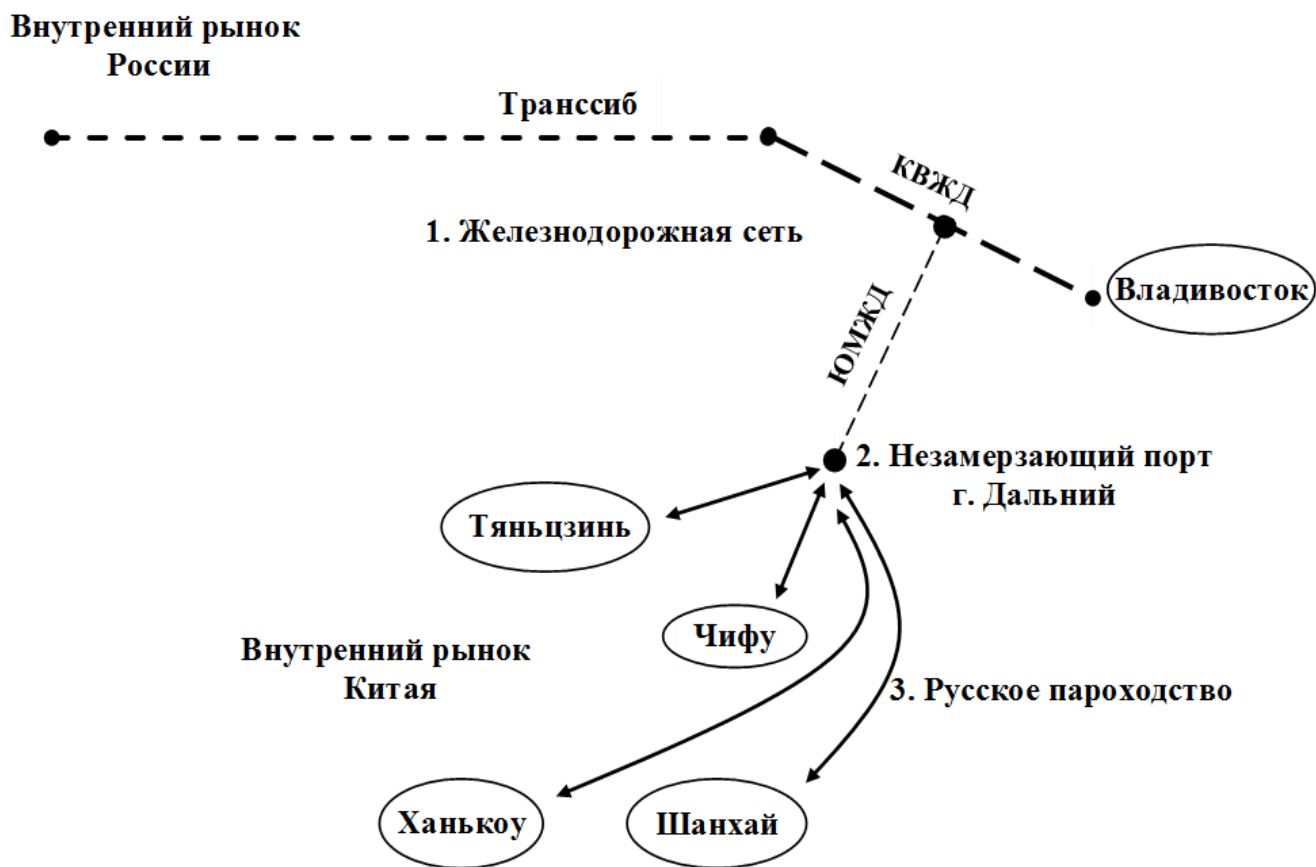 Внутренний рынок
России
Транссиб
КВЖД
1. Железнодорожная сеть
Владивосток
ЮМЖД
2. Незамерзающий порт
г. Дальний
Тяньцзинь
Чифу
Внутренний рынок
Китая
3. Русское пароходство
Ханькоу
Шанхай